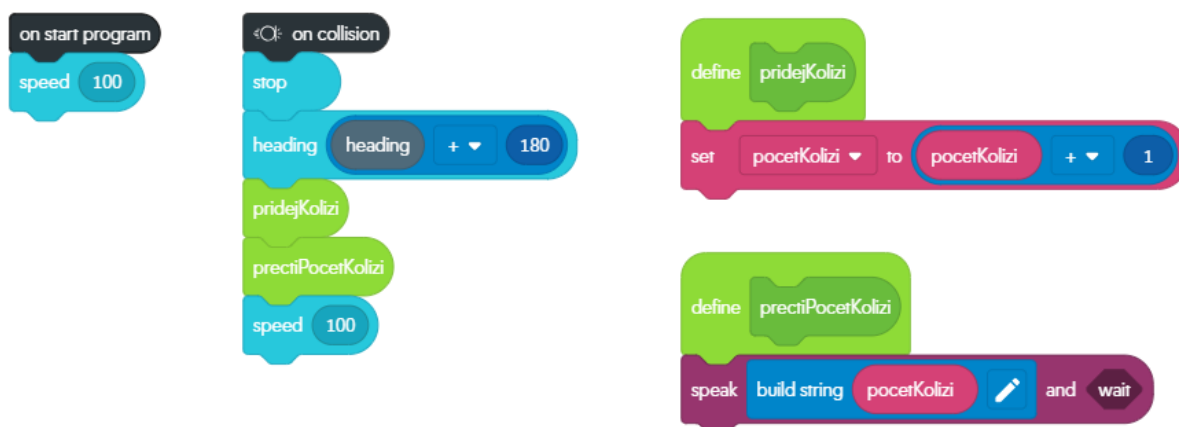 on start program
speed 100
on collision
stop
heading heading + 180
pridejKolizi
prectiPocetKolizi
speed 100
define pridejKolizi
set pocetKolizi to pocetKolizi + 1
define prectiPocetKolizi
speak build string pocetKolizi and wait